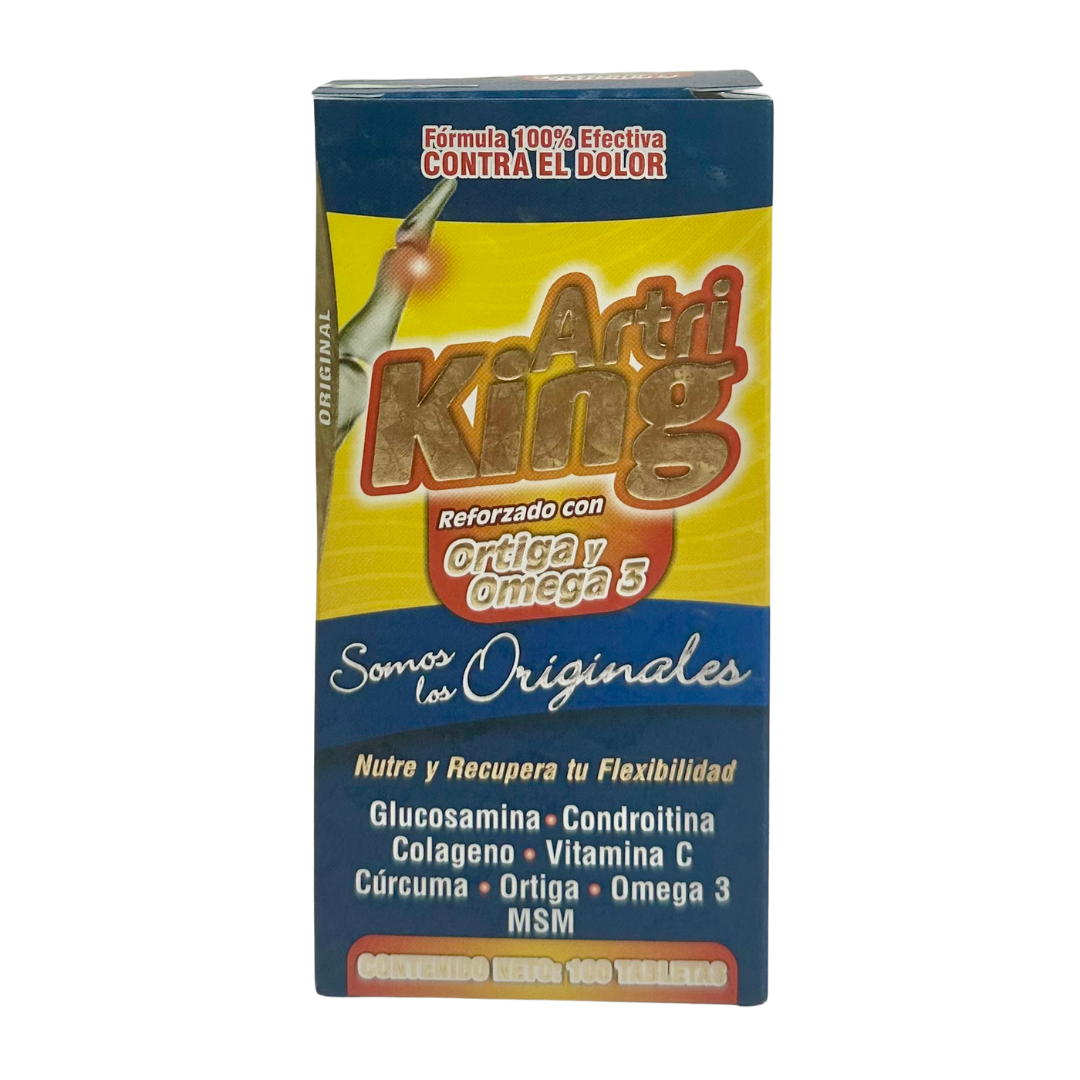 Fórmula 100% Efectiva
CONTRA EL DOLOR
ORIGINAL
Artri
King
Reforzado con
Ortiga y
Omega 3
Somos
los Originales
Nutre y Recupera tu Flexibilidad
Glucosamina • Condroitina
Colageno • Vitamina C
Cúrcuma • Ortiga • Omega 3
MSM
CONTENIDO NETO: 100 TABLETAS